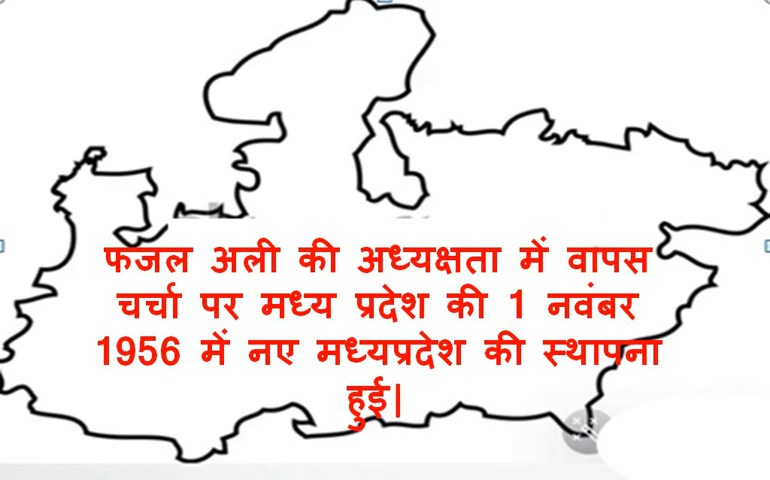 फजल अली की अध्यक्षता में वापस
चर्चा पर मध्य प्रदेश की 1 नवंबर
1956 में नए मध्यप्रदेश की स्थापना
हुई।